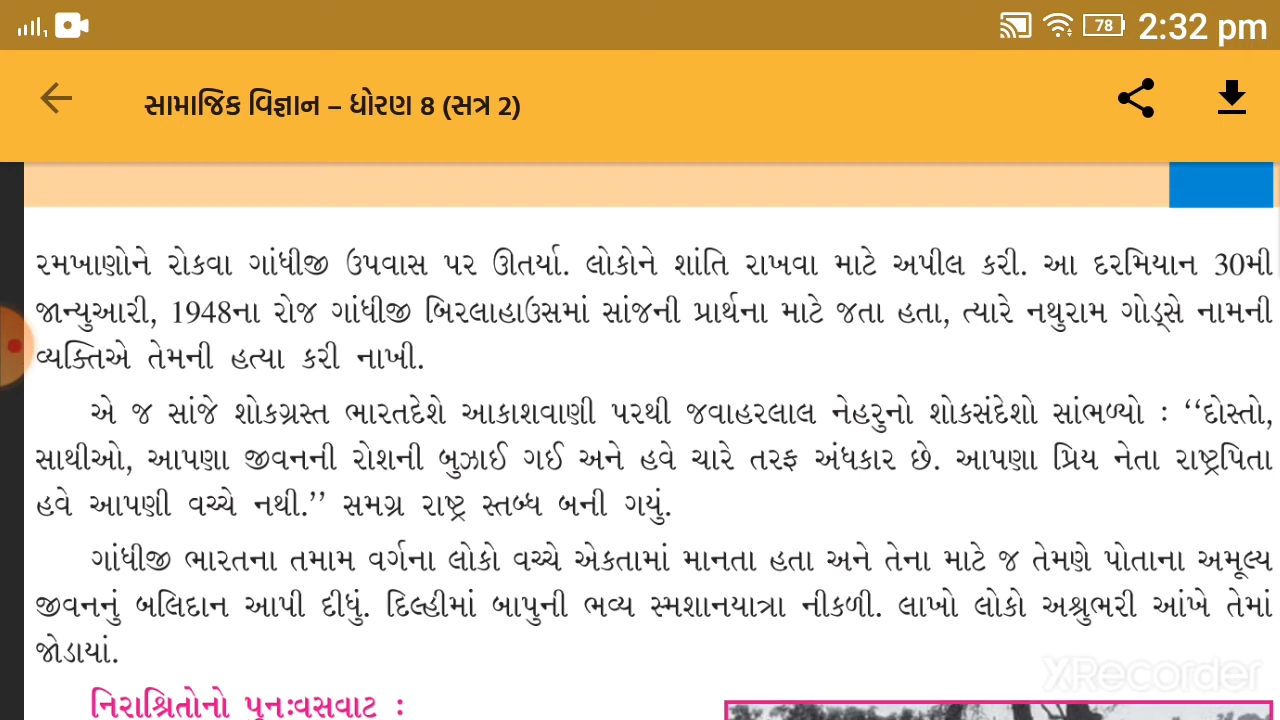 78 2:32 pm
સામાજિક વિજ્ઞાન – ધોરણ 8 (સત્ર 2)
રમખાણોને રોકવા ગાંધીજી ઉપવાસ પર ઊતર્યા. લોકોને શાંતિ રાખવા માટે અપીલ કરી. આ દરમિયાન 30મી
જાન્યુઆરી, 1948ના રોજ ગાંધીજી બિરલાહાઉસમાં સાંજની પ્રાર્થના માટે જતા હતા, ત્યારે નથુરામ ગોડ્સે નામની
વ્યક્તિએ તેમની હત્યા કરી નાખી.
એ જ સાંજે શોકગ્રસ્ત ભારતદેશે આકાશવાણી પરથી જવાહરલાલ નેહરુનો શોકસંદેશો સાંભળ્યો : ‘‘દોસ્તો,
સાથીઓ, આપણા જીવનની રોશની બુઝાઈ ગઈ અને હવે ચારે તરફ અંધકાર છે. આપણા પ્રિય નેતા રાષ્ટ્રપિતા
હવે આપણી વચ્ચે નથી.’’ સમગ્ર રાષ્ટ્ર સ્તબ્ધ બની ગયું.
ગાંધીજી ભારતના તમામ વર્ગના લોકો વચ્ચે એકતામાં માનતા હતા અને તેના માટે જ તેમણે પોતાના અમૂલ્ય
જીવનનું બલિદાન આપી દીધું. દિલ્હીમાં બાપુની ભવ્ય સ્મશાનયાત્રા નીકળી. લાખો લોકો અશ્રુભરી આંખે તેમાં
જોડાયાં.
XRecorder
નિરાશ્રિતોનો પુનઃવસવાટ :